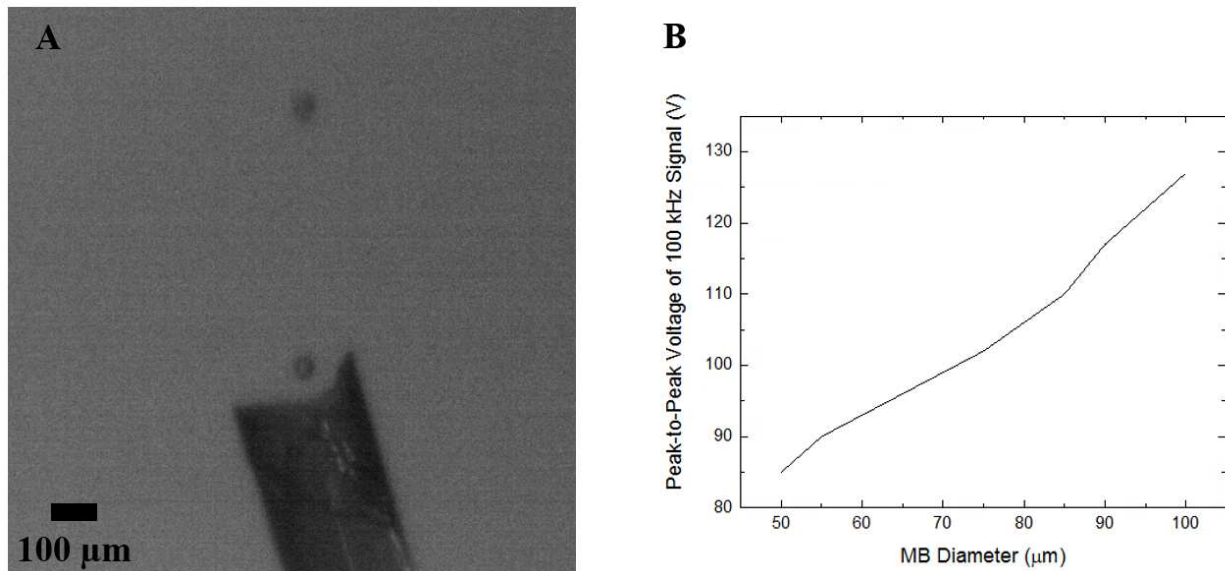 A
100 µm
B
Peak-to-Peak Voltage of 100 kHz Signal (V)
130
120
110
100
90
80
50 60 70 80 90 100
MB Diameter (µm)